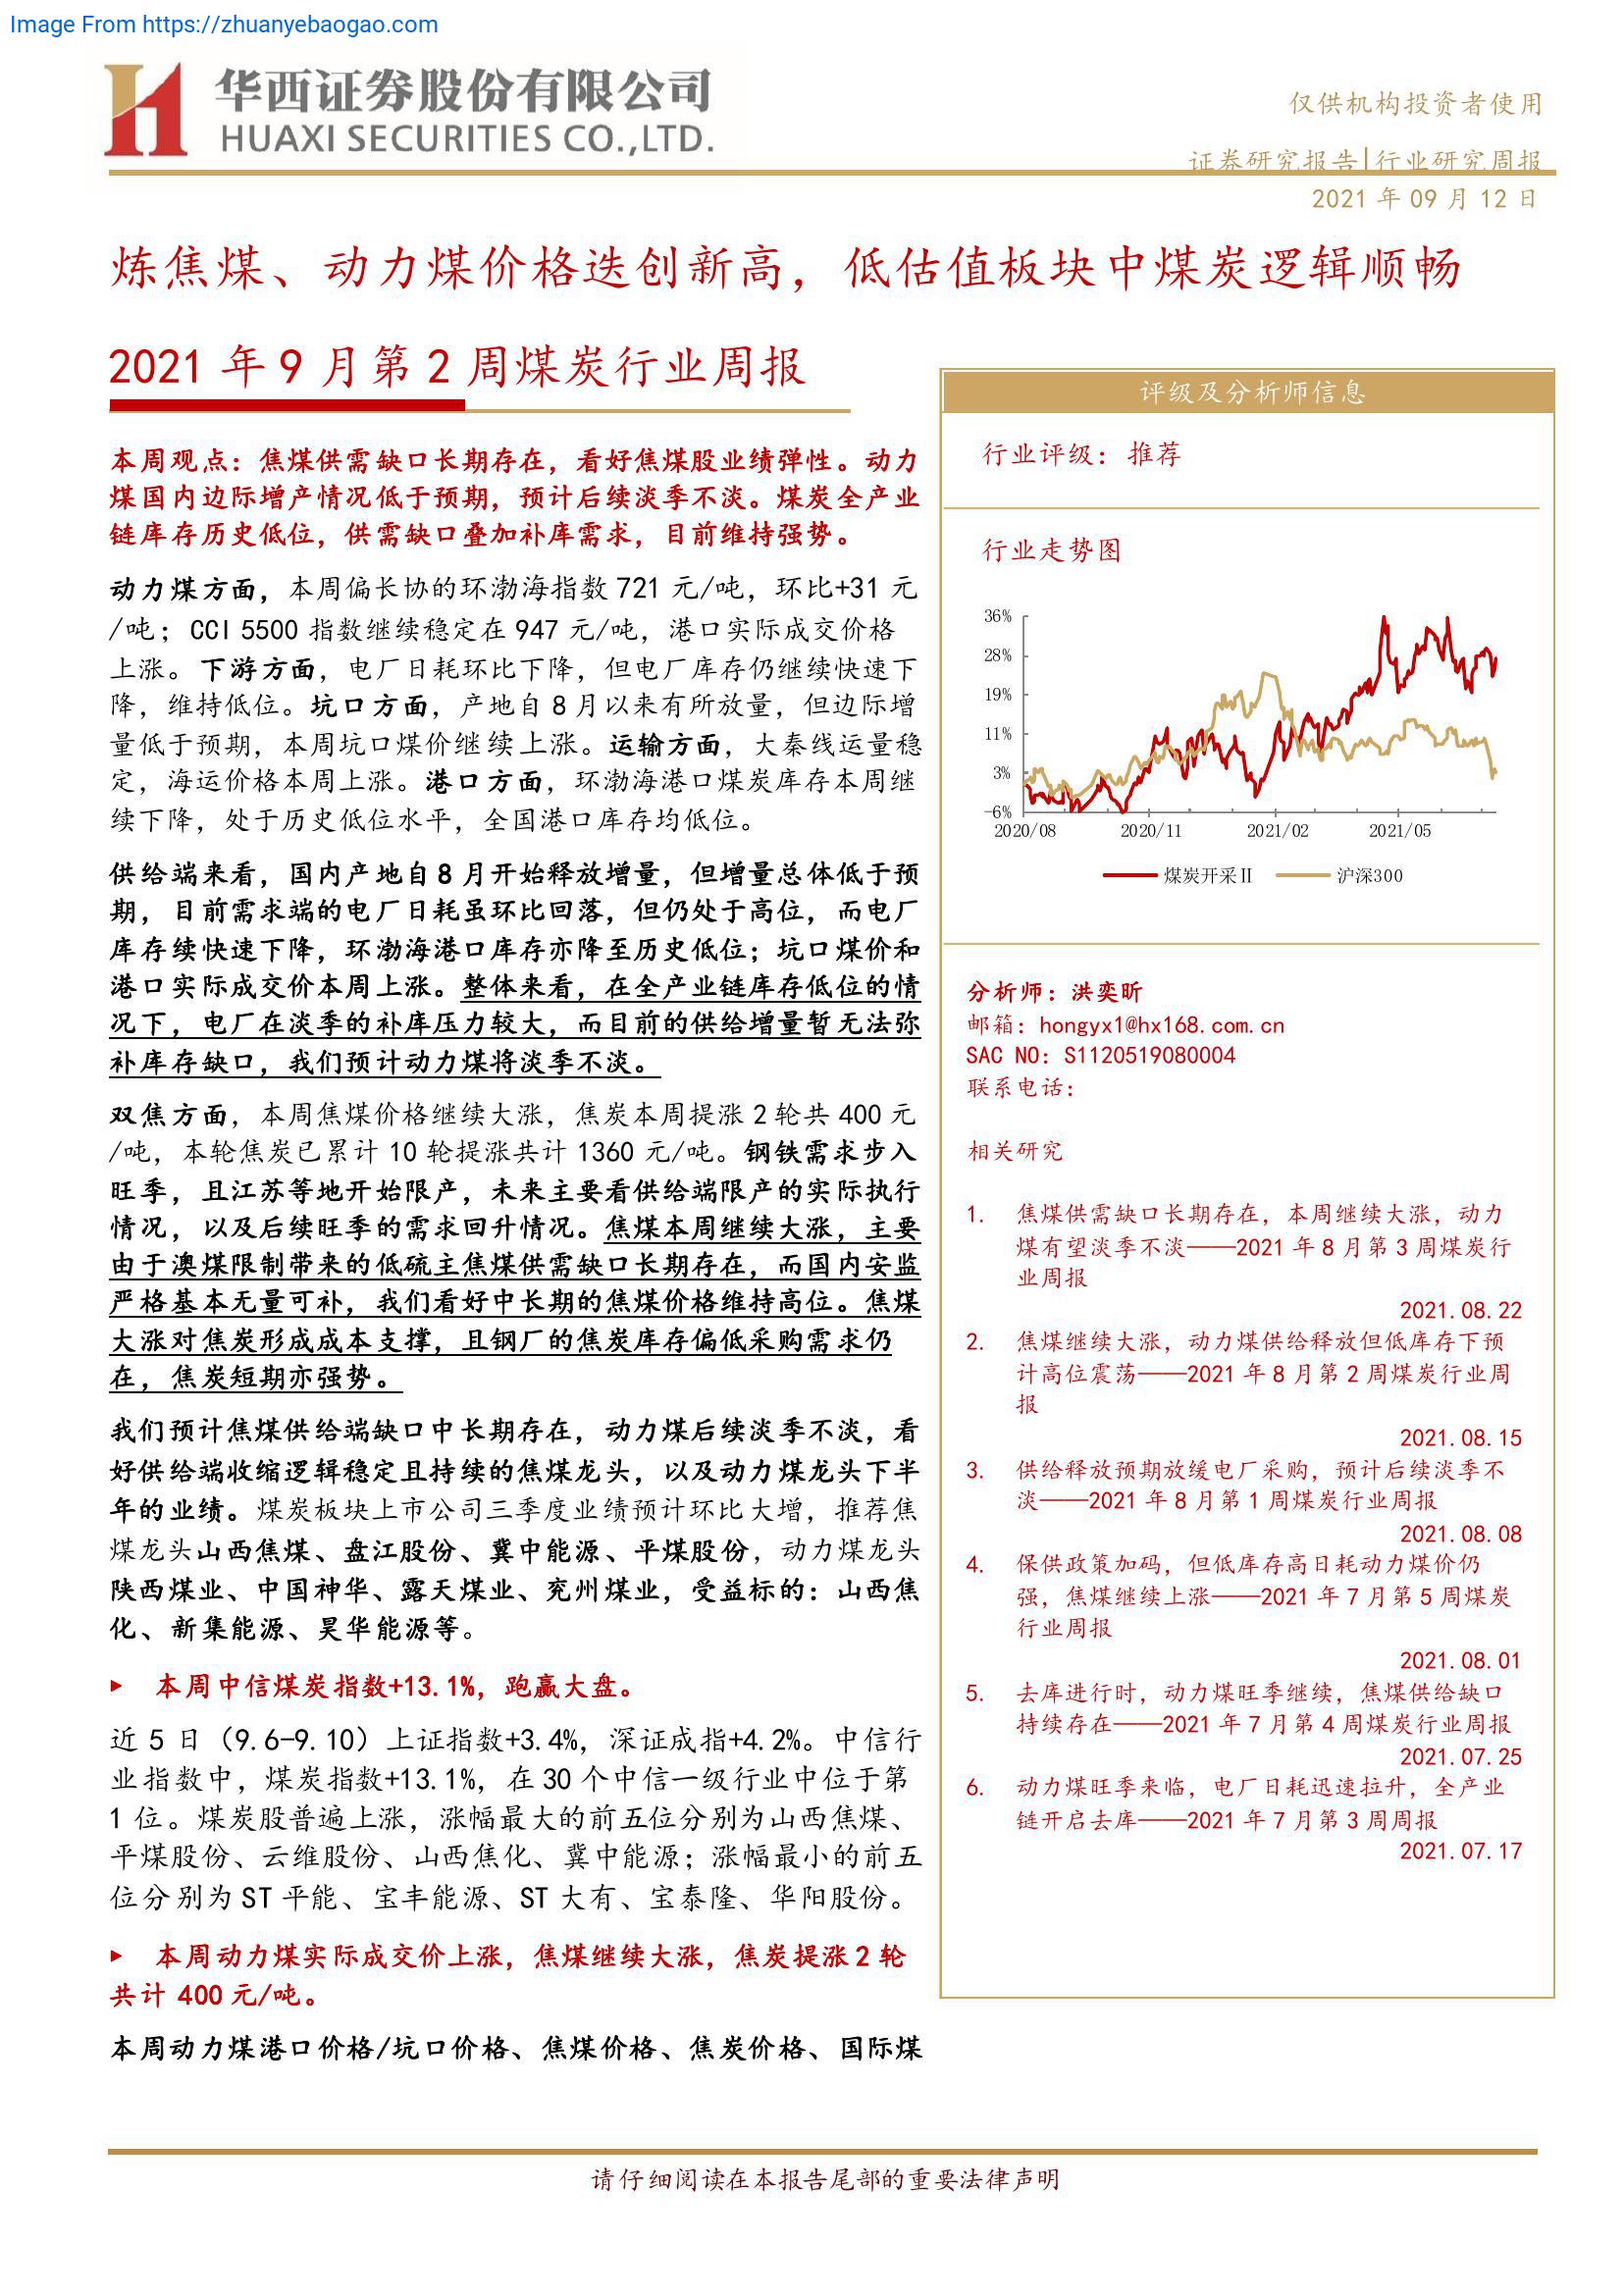 Image From https://zhuanyebaogao.com
华西证券股份有限公司
HUAXI SECURITIES CO.,LTD.
仅供机构投资者使用
证券研究报告|行业研究周报
2021 年 09 月 12 日
炼焦煤、动力煤价格迭创新高，低估值板块中煤炭逻辑顺畅
2021 年 9 月第 2 周煤炭行业周报
本周观点：焦煤供需缺口长期存在，看好焦煤股业绩弹性。动力
煤国内边际增产情况低于预期，预计后续淡季不淡。煤炭全产业
链库存历史低位，供需缺口叠加补库需求，目前维持强势。
动力煤方面，本周偏长协的环渤海指数 721 元/吨，环比+31 元
/吨；CCI 5500 指数继续稳定在 947 元/吨，港口实际成交价格
上涨。下游方面，电厂日耗环比下降，但电厂库存仍继续快速下
降，维持低位。坑口方面，产地自 8 月以来有所放量，但边际增
量低于预期，本周坑口煤价继续上涨。运输方面，大秦线运量稳
定，海运价格本周上涨。港口方面，环渤海港口煤炭库存本周继
续下降，处于历史低位水平，全国港口库存均低位。
供给端来看，国内产地自 8 月开始释放增量，但增量总体低于预
期，目前需求端的电厂日耗虽环比回落，但仍处于高位，而电厂
库存续快速下降，环渤海港口库存亦降至历史低位；坑口煤价和
港口实际成交价本周上涨。整体来看，在全产业链库存低位的情
况下，电厂在淡季的补库压力较大，而目前的供给增量暂无法弥
补库存缺口，我们预计动力煤将淡季不淡。
双焦方面，本周焦煤价格继续大涨，焦炭本周提涨 2 轮共 400 元
/吨，本轮焦炭已累计 10 轮提涨共计 1360 元/吨。钢铁需求步入
旺季，且江苏等地开始限产，未来主要看供给端限产的实际执行
情况，以及后续旺季的需求回升情况。焦煤本周继续大涨，主要
由于澳煤限制带来的低硫主焦煤供需缺口长期存在，而国内安监
严格基本无量可补，我们看好中长期的焦煤价格维持高位。焦煤
大涨对焦炭形成成本支撑，且钢厂的焦炭库存偏低采购需求仍
在，焦炭短期亦强势。
我们预计焦煤供给端缺口中长期存在，动力煤后续淡季不淡，看
好供给端收缩逻辑稳定且持续的焦煤龙头，以及动力煤龙头下半
年的业绩。煤炭板块上市公司三季度业绩预计环比大增，推荐焦
煤龙头山西焦煤、盘江股份、冀中能源、平煤股份，动力煤龙头
陕西煤业、中国神华、露天煤业、兖州煤业，受益标的：山西焦
化、新集能源、昊华能源等。
▶ 本周中信煤炭指数+13.1%，跑赢大盘。
近 5 日（9.6-9.10）上证指数+3.4%，深证成指+4.2%。中信行
业指数中，煤炭指数+13.1%，在 30 个中信一级行业中位于第
1 位。煤炭股普遍上涨，涨幅最大的前五位分别为山西焦煤、
平煤股份、云维股份、山西焦化、冀中能源；涨幅最小的前五
位分别为 ST 平能、宝丰能源、ST 大有、宝泰隆、华阳股份。
▶ 本周动力煤实际成交价上涨，焦煤继续大涨，焦炭提涨 2 轮
共计 400 元/吨。
本周动力煤港口价格/坑口价格、焦煤价格、焦炭价格、国际煤
评级及分析师信息
行业评级：推荐
行业走势图
36%
28%
19%
11%
3%
-6%
2020/08 2020/11 2021/02 2021/05
煤炭开采Ⅱ 沪深300
分析师：洪奕昕
邮箱：hongyx1@hx168.com.cn
SAC NO：S1120519080004
联系电话：
相关研究
1. 焦煤供需缺口长期存在，本周继续大涨，动力
煤有望淡季不淡——2021 年 8 月第 3 周煤炭行
业周报
2021.08.22
2. 焦煤继续大涨，动力煤供给释放但低库存下预
计高位震荡——2021 年 8 月第 2 周煤炭行业周
报
2021.08.15
3. 供给释放预期放缓电厂采购，预计后续淡季不
淡——2021 年 8 月第 1 周煤炭行业周报
2021.08.08
4. 保供政策加码，但低库存高日耗动力煤价仍
强，焦煤继续上涨——2021 年 7 月第 5 周煤炭
行业周报
2021.08.01
5. 去库进行时，动力煤旺季继续，焦煤供给缺口
持续存在——2021 年 7 月第 4 周煤炭行业周报
2021.07.25
6. 动力煤旺季来临，电厂日耗迅速拉升，全产业
链开启去库——2021 年 7 月第 3 周周报
2021.07.17
请仔细阅读在本报告尾部的重要法律声明